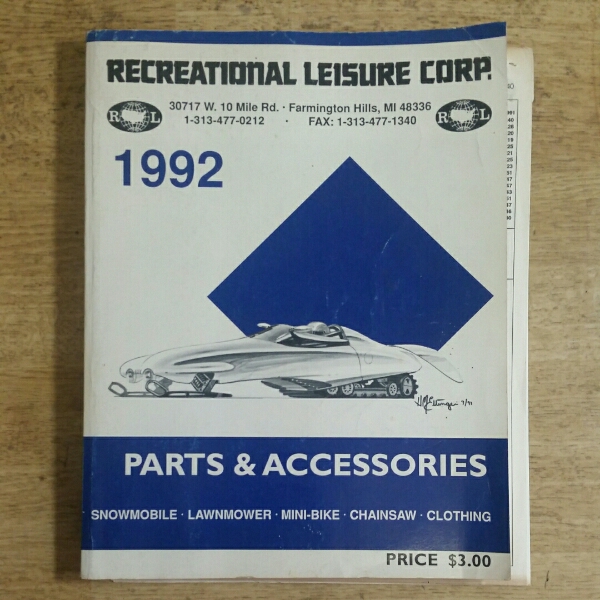 RECREATIONAL LEISURE CORP.
30717 W. 10 Mile Rd. · Farmington Hills, MI 48336
1-313-477-0212 · FAX: 1-313-477-1340
R L
R L
1992
PARTS & ACCESSORIES
SNOWMOBILE · LAWNMOWER · MINI-BIKE · CHAINSAW · CLOTHING
PRICE $3.00